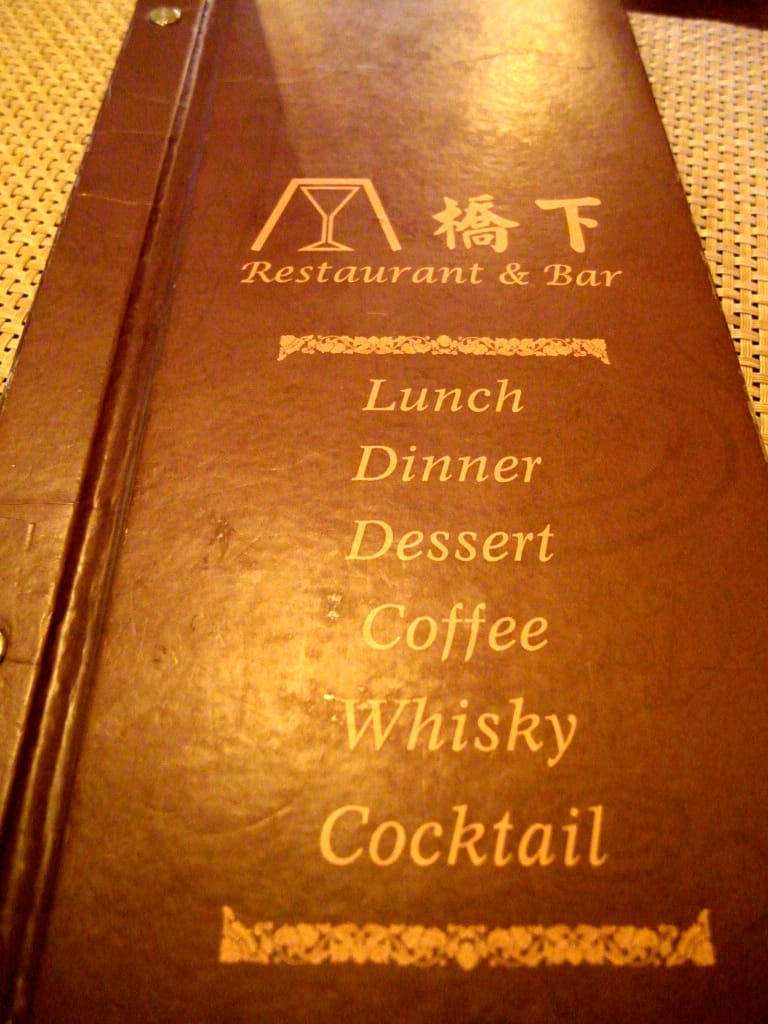 橋下
Restaurant & Bar
Lunch
Dinner
Dessert
Coffee
Whisky
Cocktail